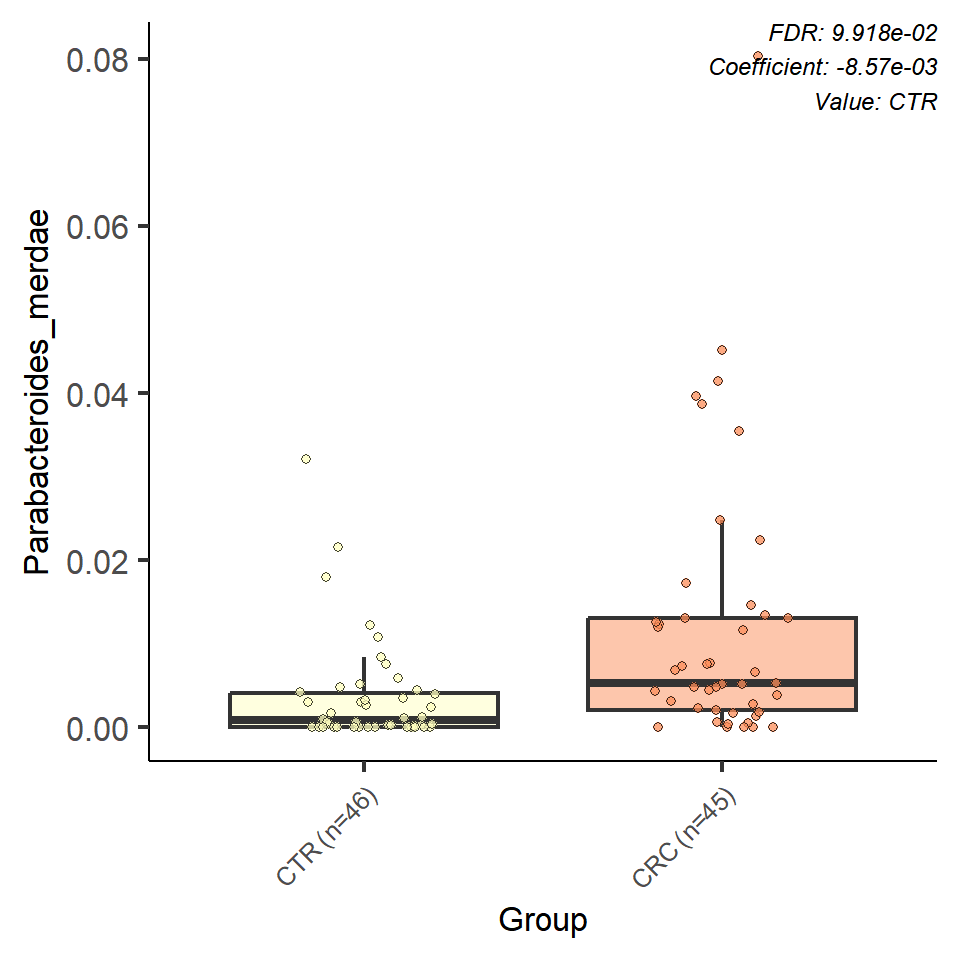 FDR: 9.918e-02
Coefficient: -8.57e-03
Value: CTR
0.08
0.06
0.04
0.02
0.00
Parabacteroides_merdae
CTR (n=46)
CRC (n=45)
Group